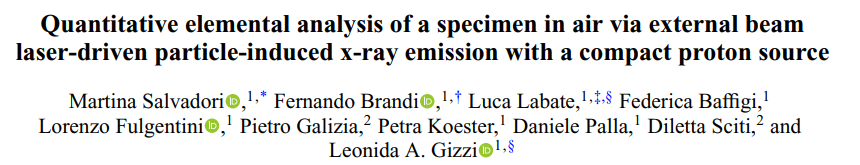 Quantitative elemental analysis of a specimen in air via external beam
laser-driven particle-induced x-ray emission with a compact proton source
Martina Salvadori,1,* Fernando Brandi,1,† Luca Labate,1,‡,§ Federica Baffigi,1
Lorenzo Fulgentini,1 Pietro Galizia,2 Petra Koester,1 Daniele Palla,1 Diletta Sciti,2 and
Leonida A. Gizzi1,§